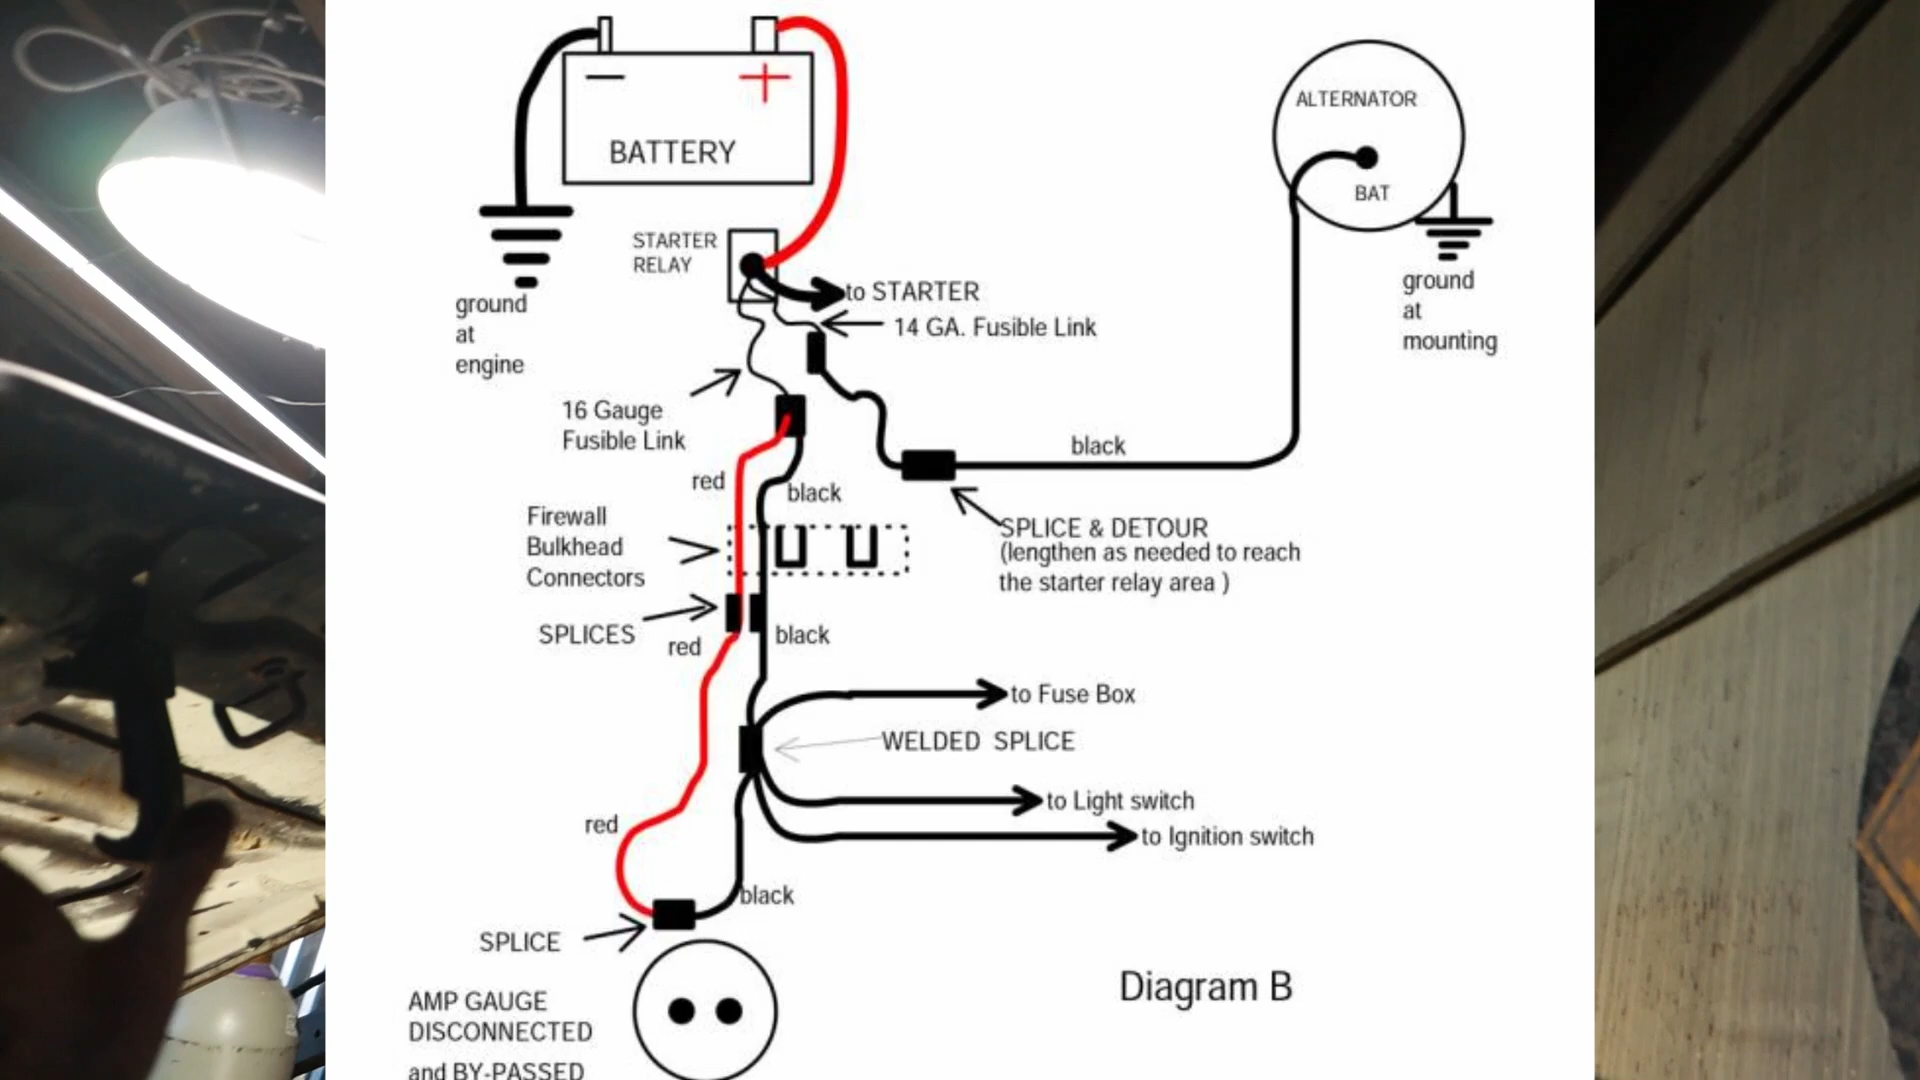 BATTERY
ALTERNATOR
BAT
STARTER
RELAY
to STARTER
14 GA. Fusible Link
ground
at
engine
ground
at
mounting
16 Gauge
Fusible Link
black
red
black
Firewall
Bulkhead
Connectors
SPLICE & DETOUR
(lengthen as needed to reach
the starter relay area )
SPLICES
red
black
to Fuse Box
WELDED SPLICE
to Light switch
to Ignition switch
red
black
SPLICE
Diagram B
AMP GAUGE
DISCONNECTED
and BY-PASSED